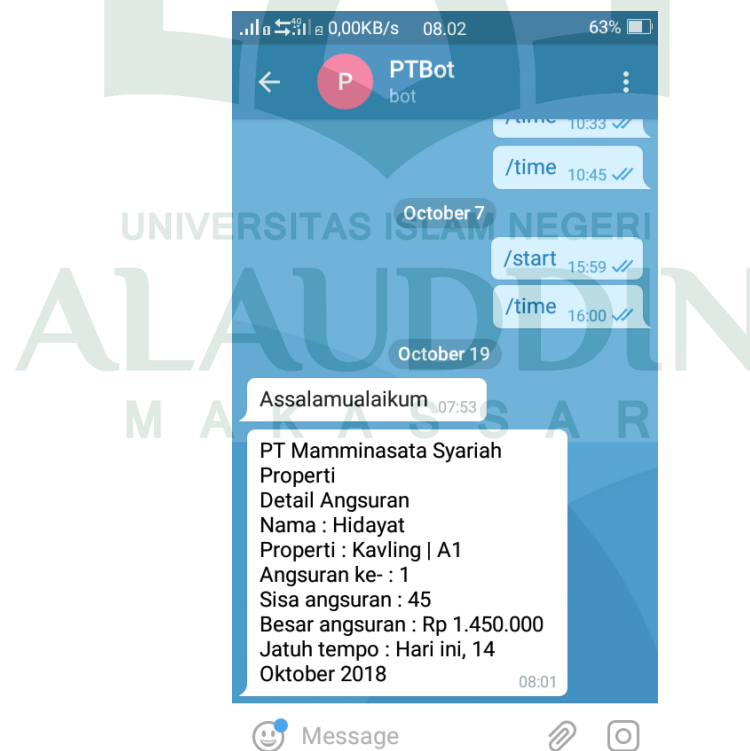 0,00KB/s 08.02 63%
P PTBot
bot
/time 10:33
/time 10:45
October 7
UNIVERSITAS ISLAM NEGERI
/start 15:59
/time 16:00
ALAUDDIN
October 19
Assalamualaikum 07:53
MAKASSAR
PT Mamminasata Syariah
Properti
Detail Angsuran
Nama : Hidayat
Properti : Kavling | A1
Angsuran ke- : 1
Sisa angsuran : 45
Besar angsuran : Rp 1.450.000
Jatuh tempo : Hari ini, 14
Oktober 2018 08:01
Message